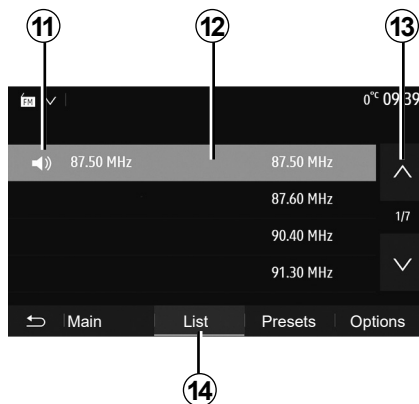 11 12 13
FM 0°C 09:39
87.50 MHz 87.50 MHz
87.60 MHz
1/7
90.40 MHz
91.30 MHz
Main List Presets Options
14